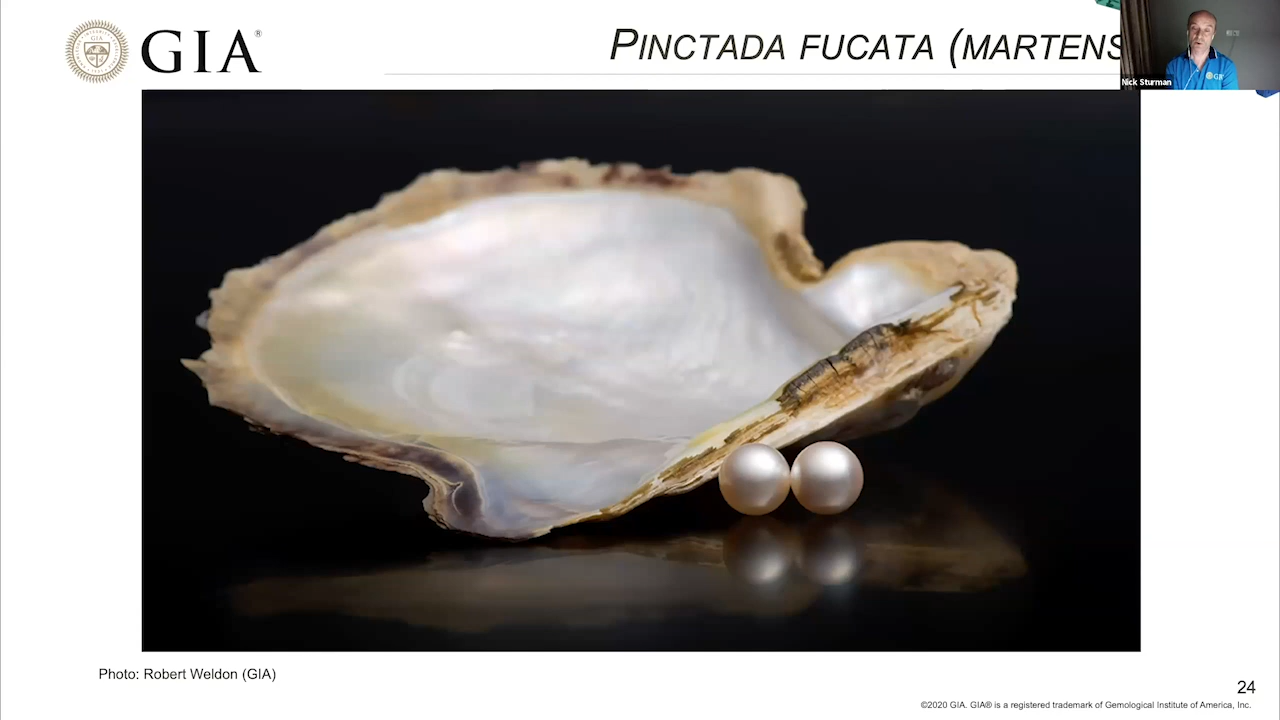 GIA®
PINCTADA FUCATA (MARTENS
Nick Sturman
Photo: Robert Weldon (GIA)
24
©2020 GIA. GIA® is a registered trademark of Gemological Institute of America, Inc.